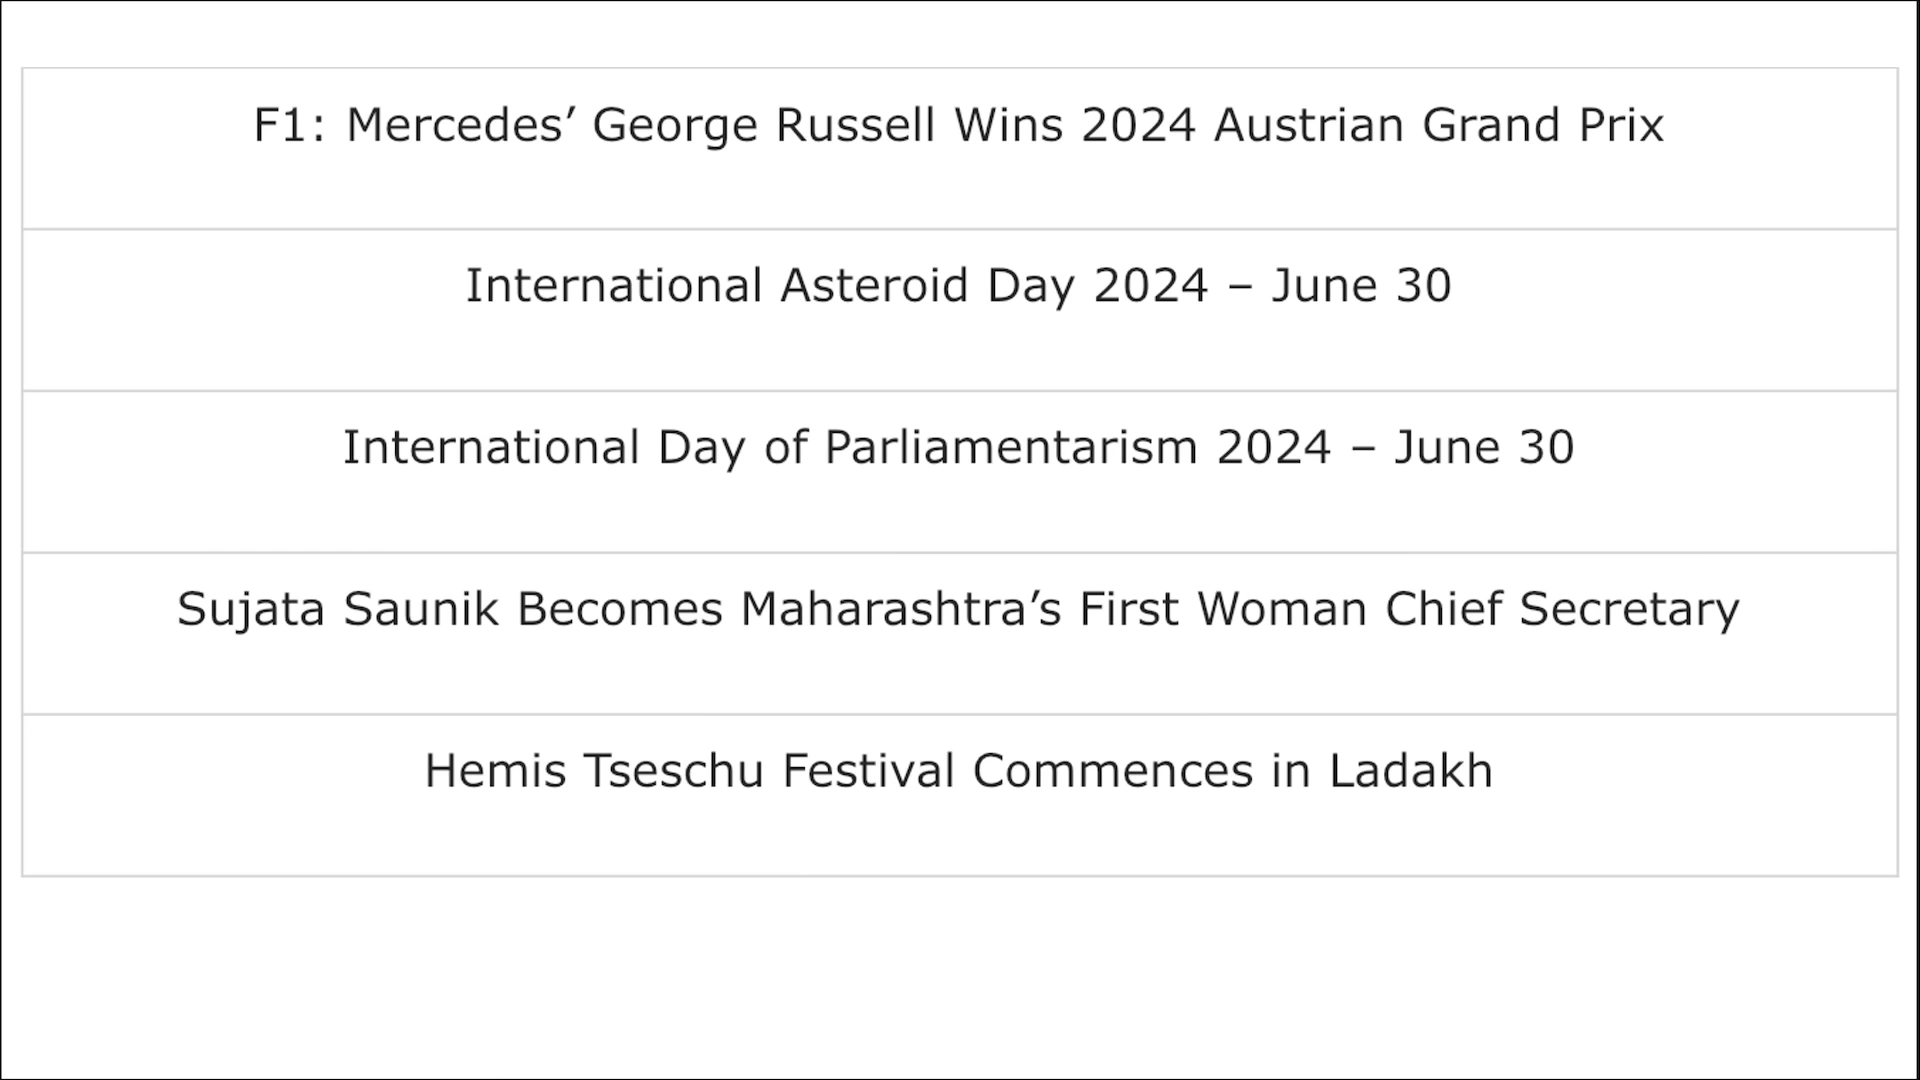 F1: Mercedes’ George Russell Wins 2024 Austrian Grand Prix
International Asteroid Day 2024 – June 30
International Day of Parliamentarism 2024 – June 30
Sujata Saunik Becomes Maharashtra’s First Woman Chief Secretary
Hemis Tseschu Festival Commences in Ladakh